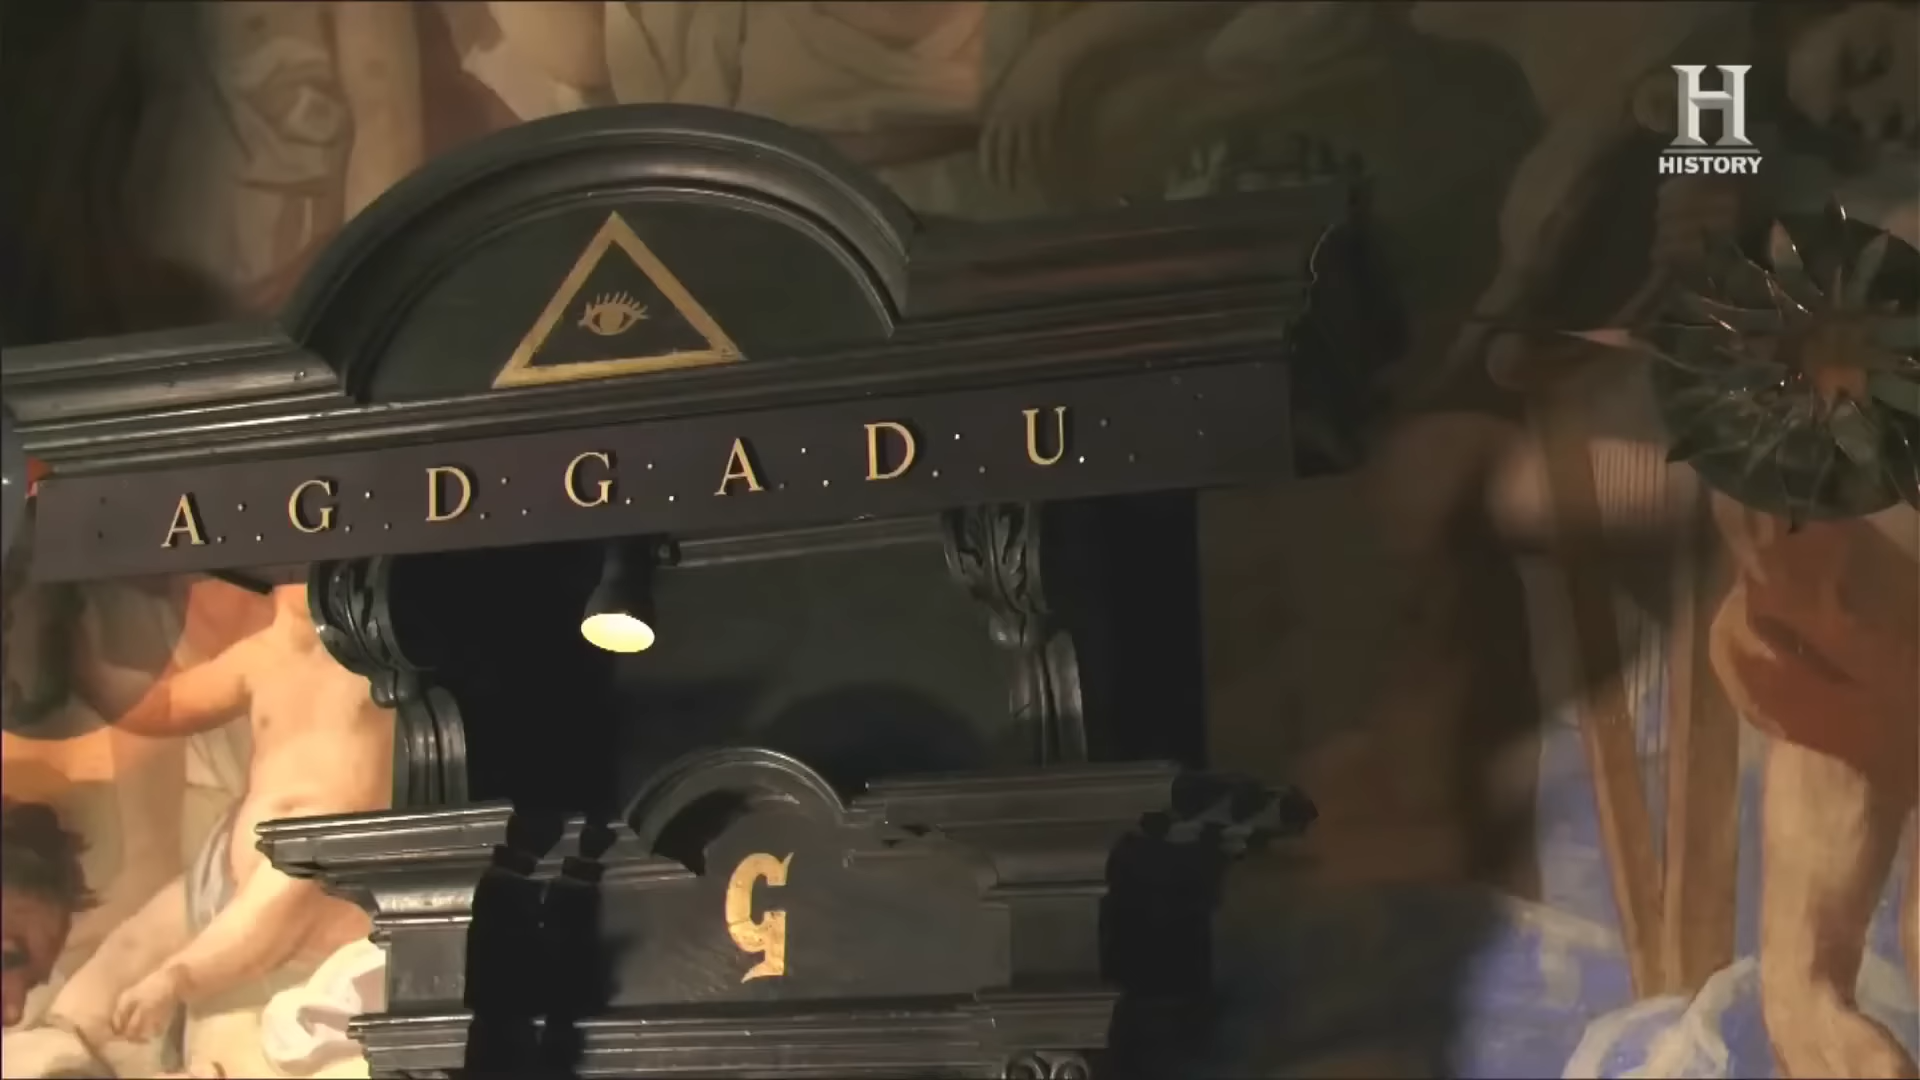 H
HISTORY
A∴ G∴ D∴ G∴ A∴ D∴ U∴
G